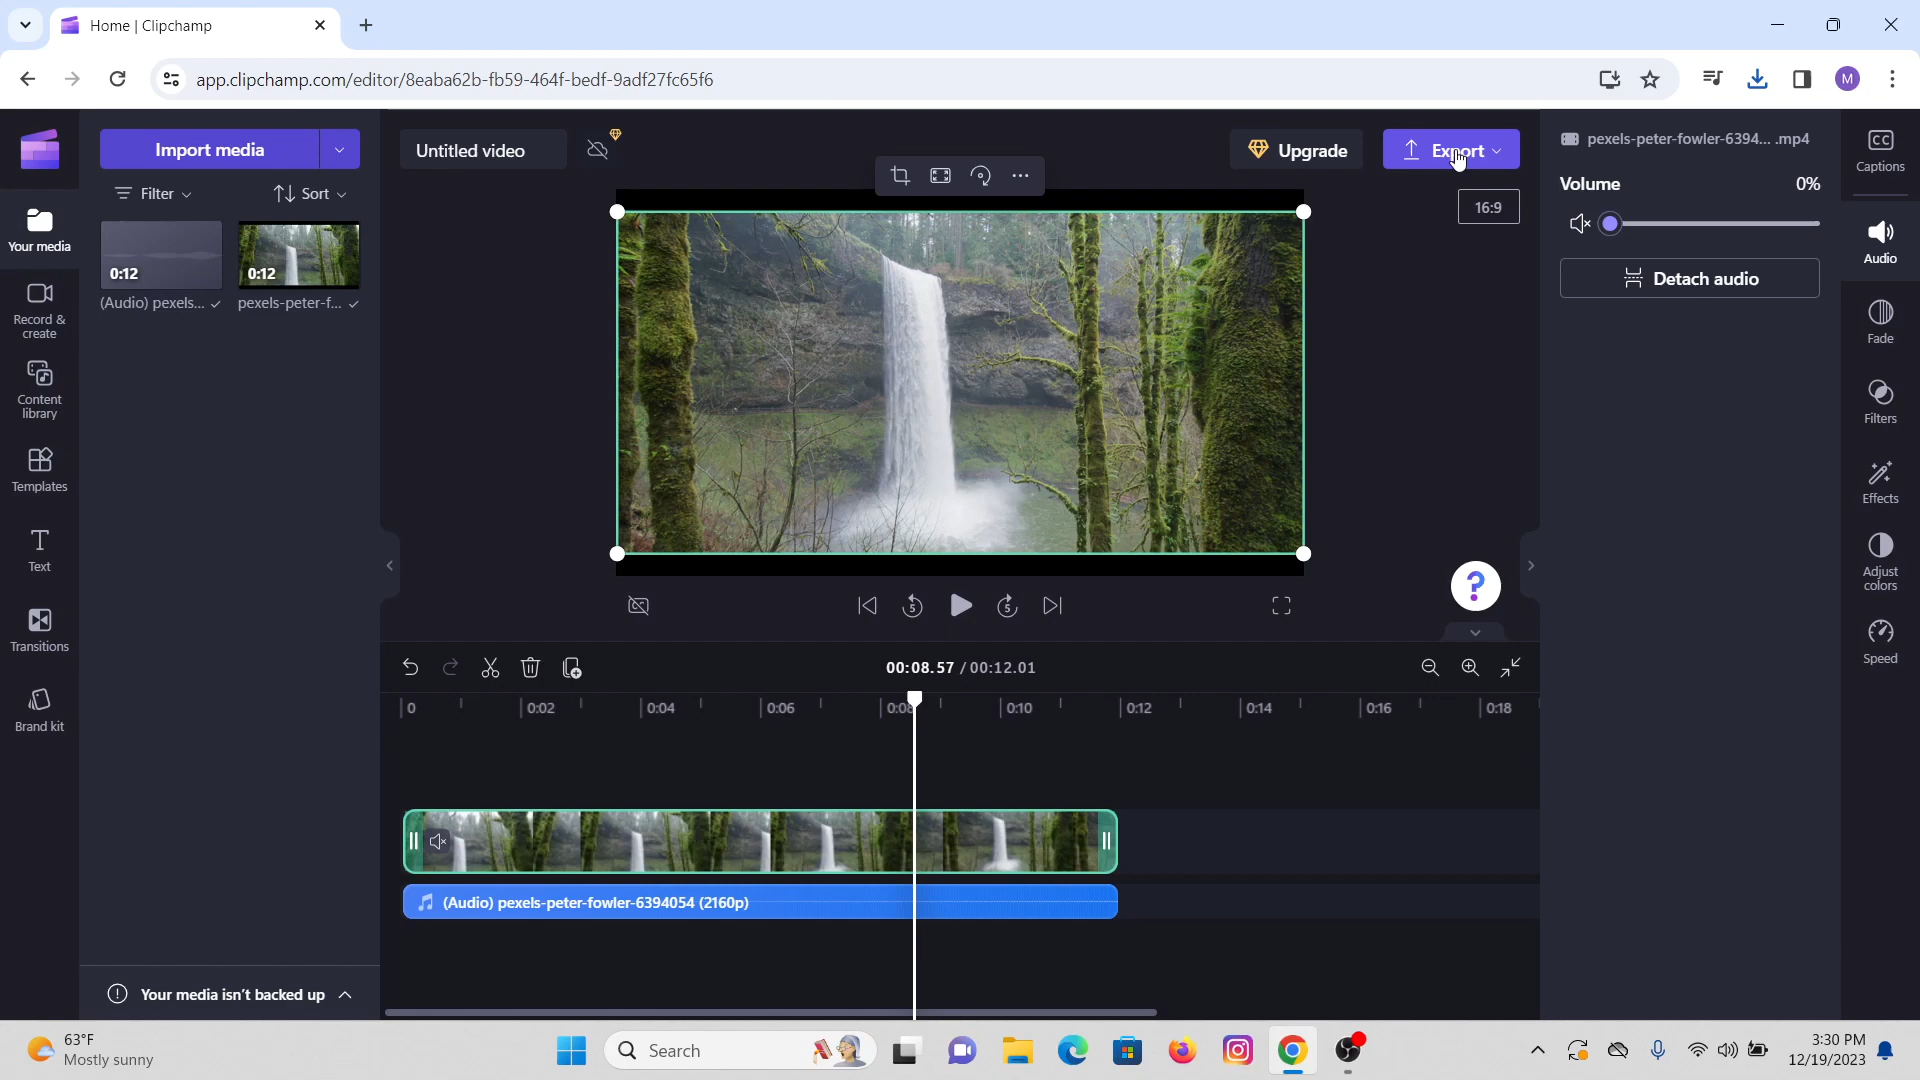 Home | Clipchamp
app.clipchamp.com/editor/8eaba62b-fb59-464f-bedf-9adf27fc65f6
M
Import media
Filter
Sort
0:12
0:12
(Audio) pexels...
pexels-peter-f...
Your media
Record &
create
Content
library
Templates
Text
Transitions
Brand kit
Your media isn't backed up
Untitled video
Upgrade
Export
16:9
5
5
?
00:08.57 / 00:12.01
0
0:02
0:04
0:06
0:08
0:10
0:12
0:14
0:16
0:18
(Audio) pexels-peter-fowler-6394054 (2160p)
pexels-peter-fowler-6394... .mp4
Volume
0%
Detach audio
CC
Captions
Audio
Fade
Filters
Effects
Adjust
colors
Speed
63°F
Mostly sunny
Search
3:30 PM
12/19/2023